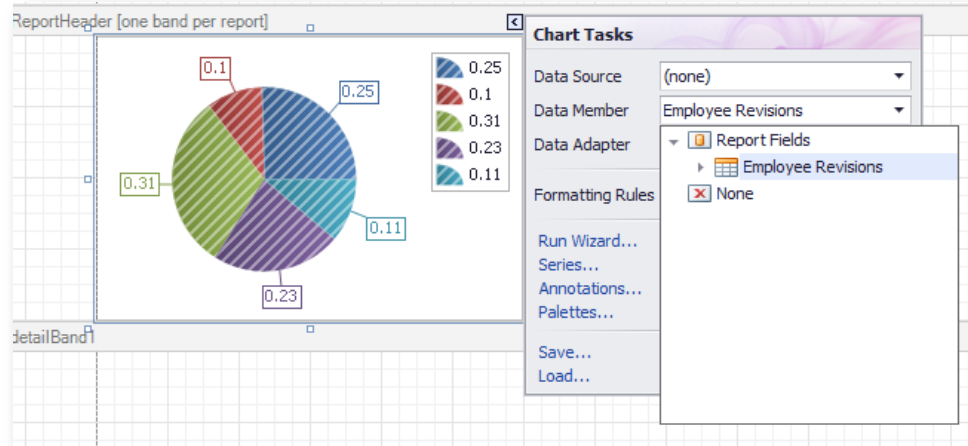 ReportHeader [one band per report]
0.1
0.25
0.31
0.11
0.23
0.25
0.1
0.31
0.23
0.11
Chart Tasks
Data Source (none)
Data Member Employee Revisions
Data Adapter
Report Fields
Employee Revisions
None
Formatting Rules
Run Wizard...
Series...
Annotations...
Palettes...
Save...
Load...
detailBand1